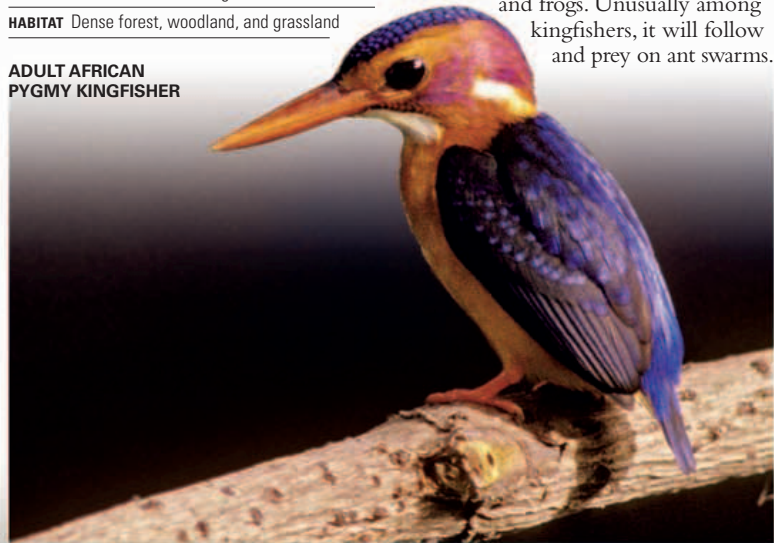 HABITAT Dense forest, woodland, and grassland
ADULT AFRICAN
PYGMY KINGFISHER
and frogs. Unusually among
kingfishers, it will follow
and prey on ant swarms.